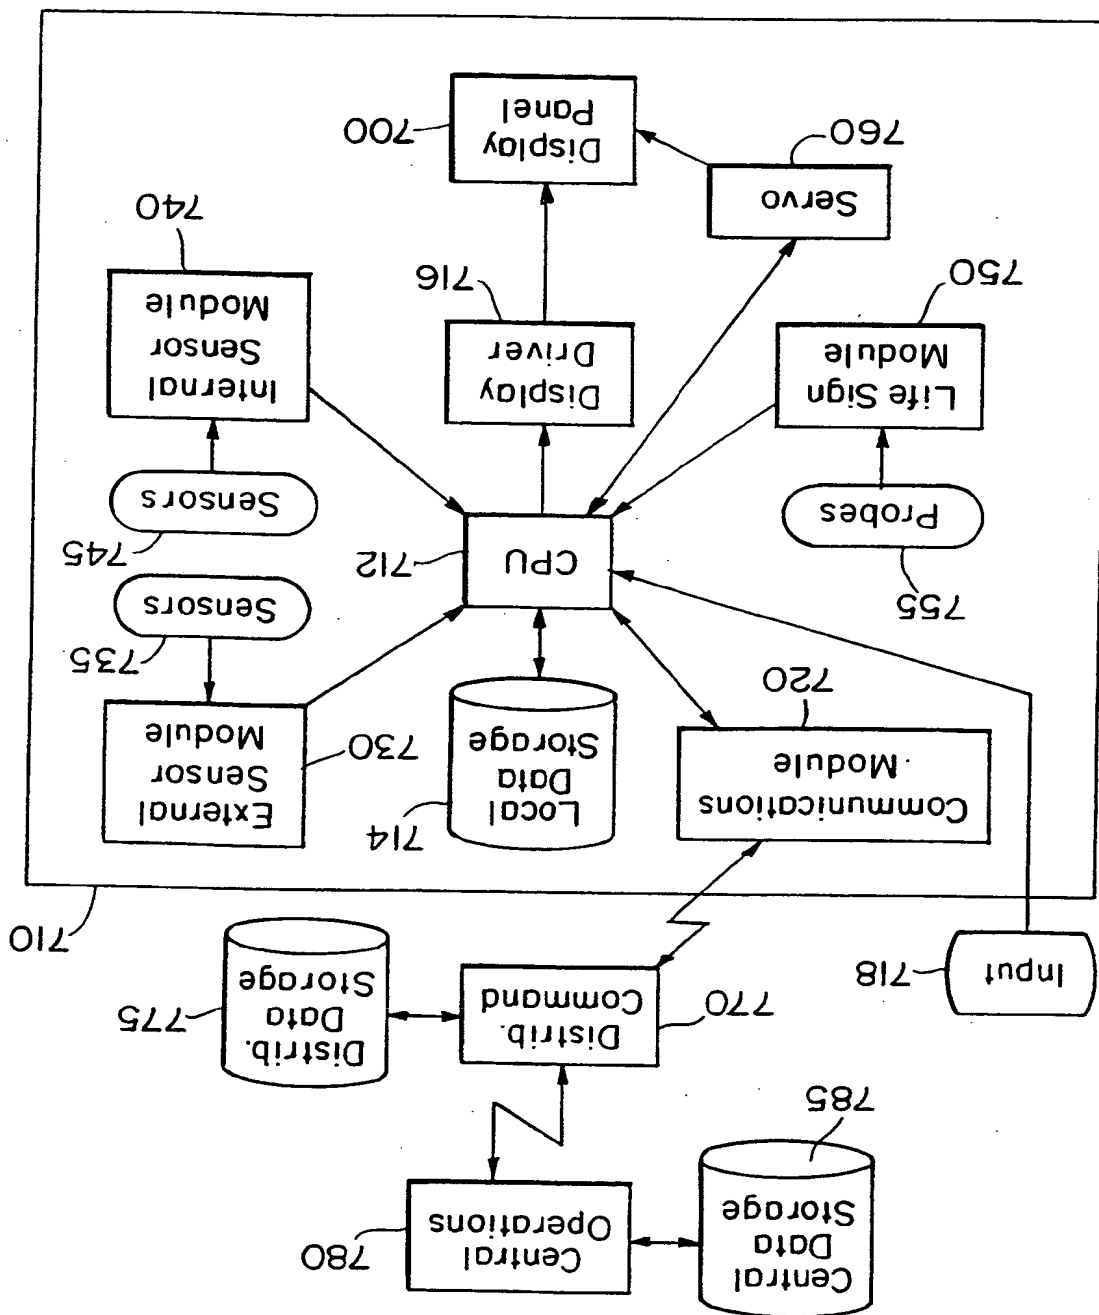 Central
Data
Storage
785
Central
Operations
780
Distrib.
Command
770
Distrib.
Data
Storage
775
Input
718
710
Communications
Module
720
Local
Data
Storage
714
External
Sensor
Module
730
Sensors
735
Probes
755
CPU
712
Sensors
745
Life Sign
Module
750
Display
Driver
716
Internal
Sensor
Module
740
Servo
760
Display
Panel
700